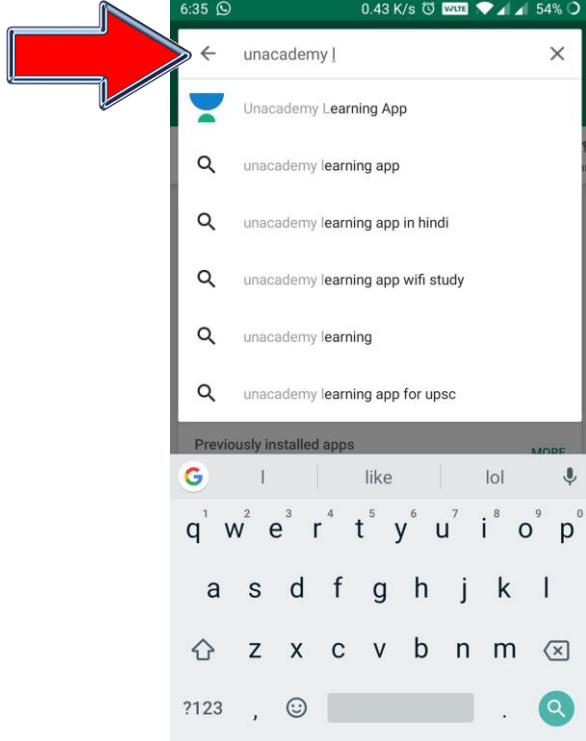 6:35 0.43 K/s VoLTE 54%
unacademy l
Unacademy Learning App
unacademy learning app
unacademy learning app in hindi
unacademy learning app wifi study
unacademy learning
unacademy learning app for upsc
Previously installed apps MORE
G I like lol
1 2 3 4 5 6 7 8 9 0
q w e r t y u i o p
a s d f g h j k l
z x c v b n m
?123 , .